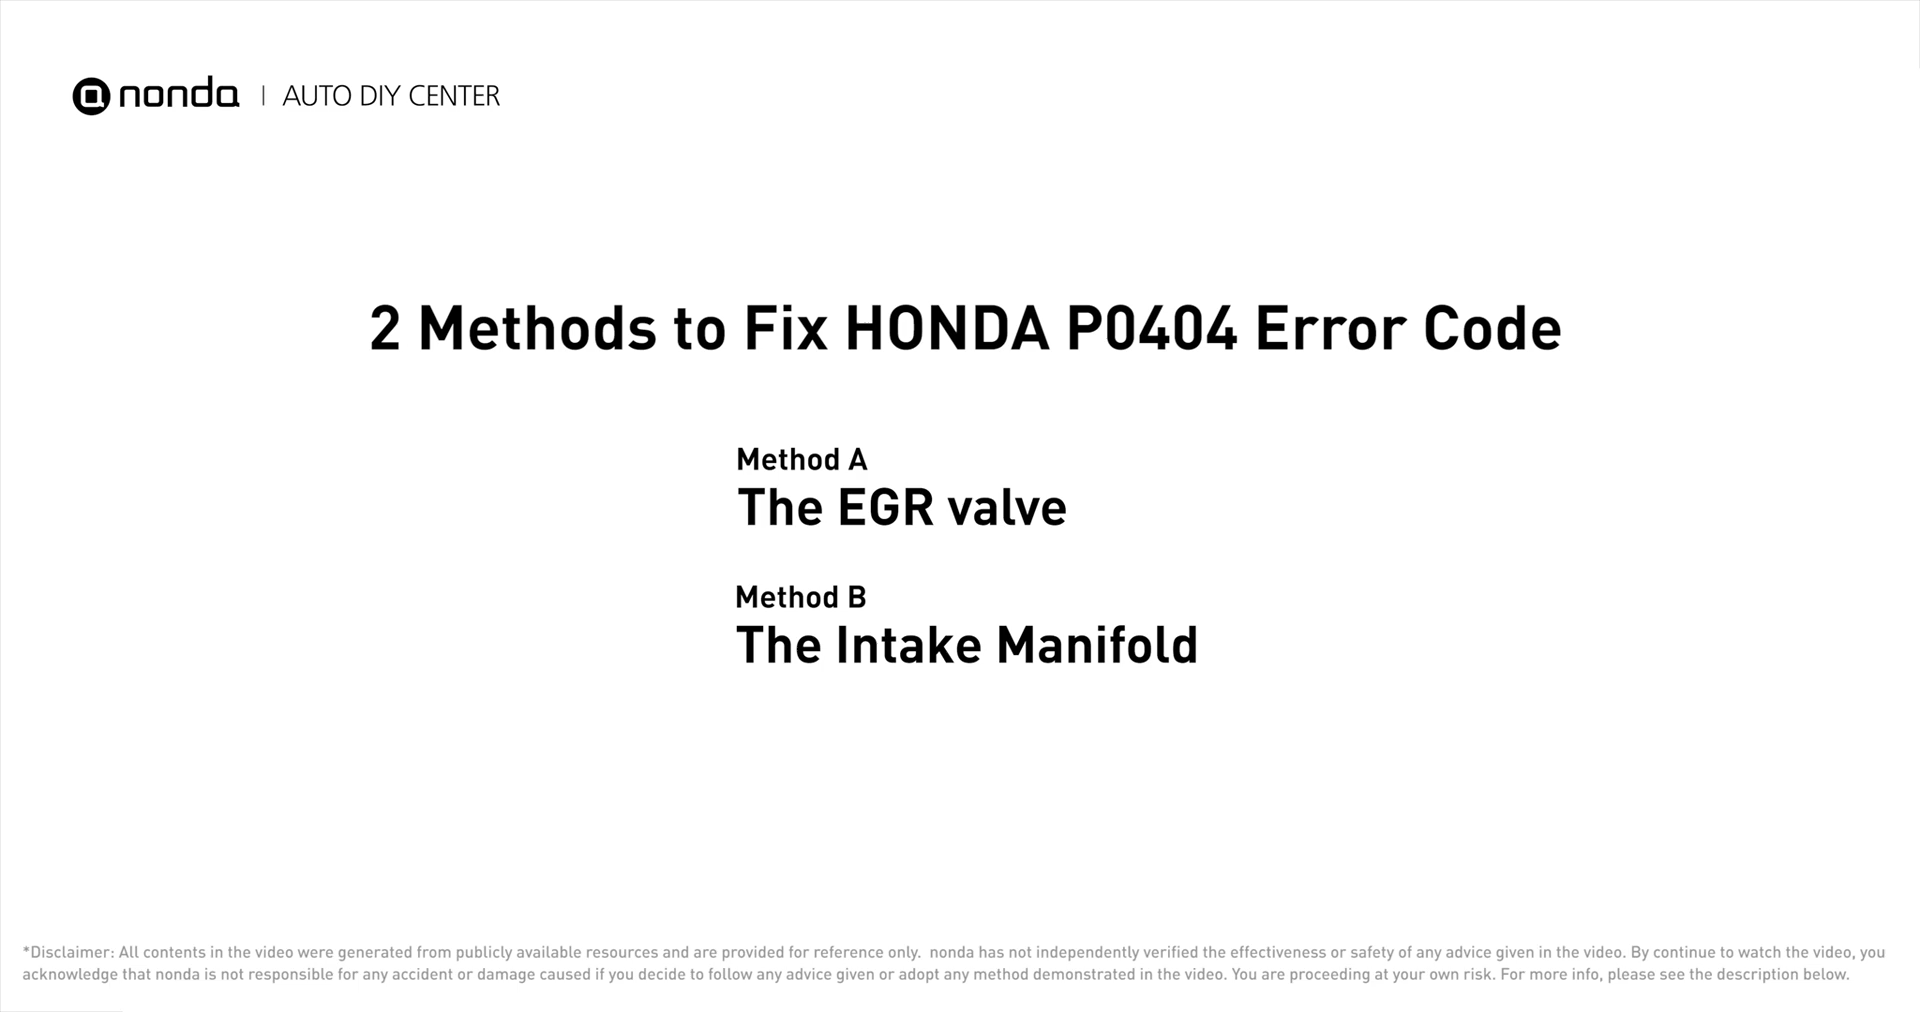 nonda | AUTO DIY CENTER
2 Methods to Fix HONDA P0404 Error Code
Method A
The EGR valve
Method B
The Intake Manifold
*Disclaimer: All contents in the video were generated from publicly available resources and are provided for reference only. nonda has not independently verified the effectiveness or safety of any advice given in the video. By continue to watch the video, you
acknowledge that nonda is not responsible for any accident or damage caused if you decide to follow any advice given or adopt any method demonstrated in the video. You are proceeding at your own risk. For more info, please see the description below.